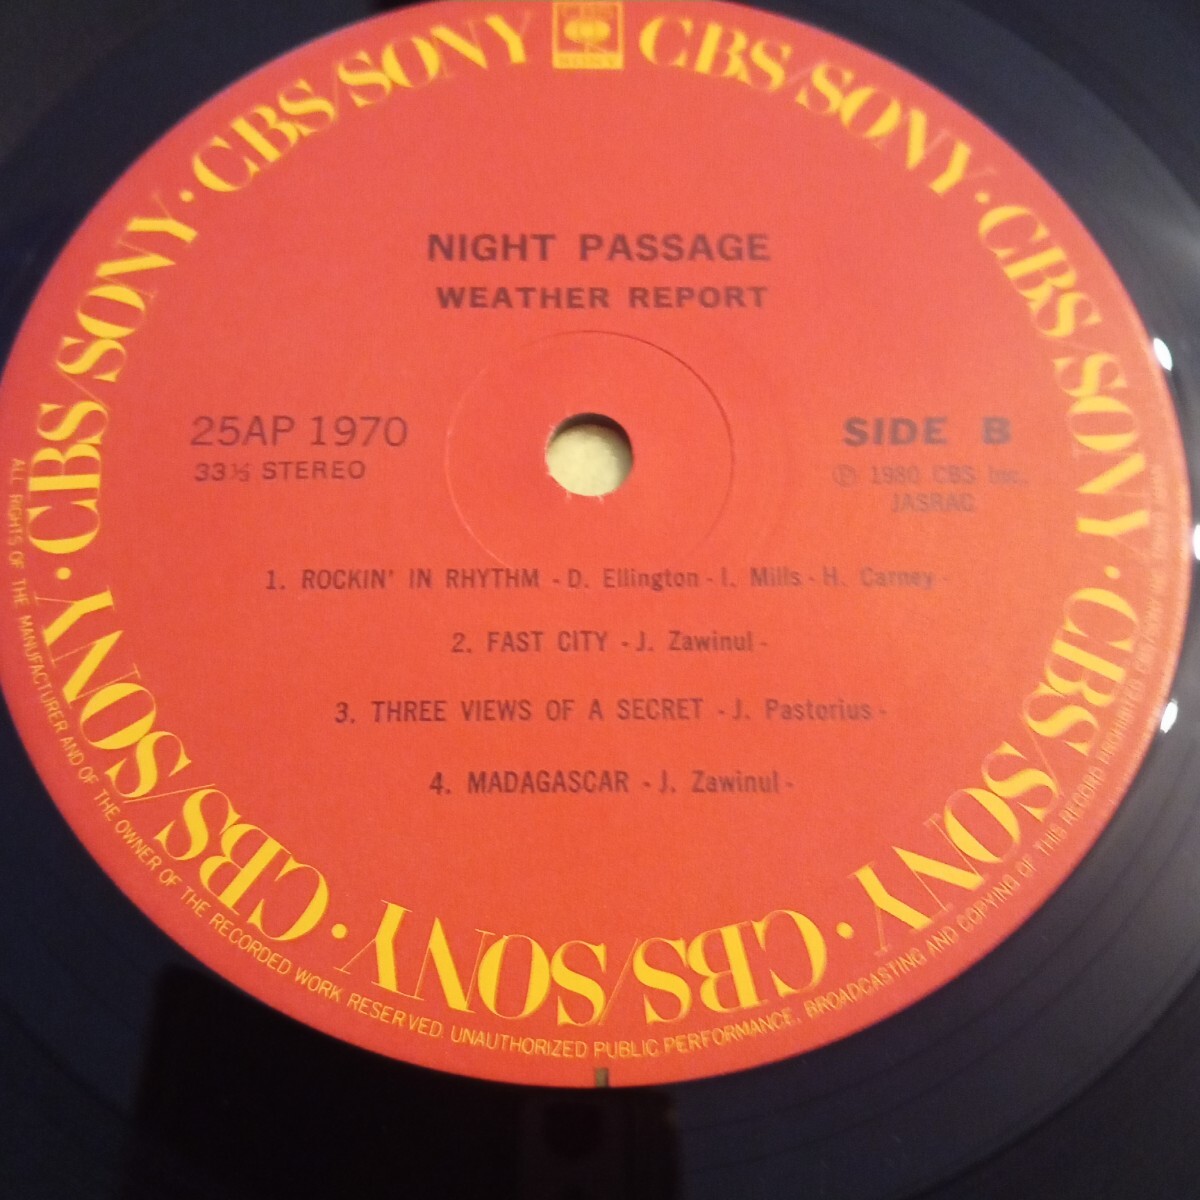 CBS/SONY · CBS/SONY · CBS/SONY · CBS/SONY · CBS/SONY · CBS/SONY · CBS/SONY · CBS/SONY
SONY
NIGHT PASSAGE
WEATHER REPORT
25AP 1970
33⅓ STEREO
SIDE B
Ⓟ 1980 CBS Inc.
JASRAC
1. ROCKIN' IN RHYTHM - D. Ellington - I. Mills - H. Carney -
2. FAST CITY - J. Zawinul -
3. THREE VIEWS OF A SECRET - J. Pastorius -
4. MADAGASCAR - J. Zawinul -
ALL RIGHTS OF THE MANUFACTURER AND OF THE OWNER OF THE RECORDED WORK RESERVED. UNAUTHORIZED PUBLIC PERFORMANCE, BROADCASTING AND COPYING OF THIS RECORD PROHIBITED.